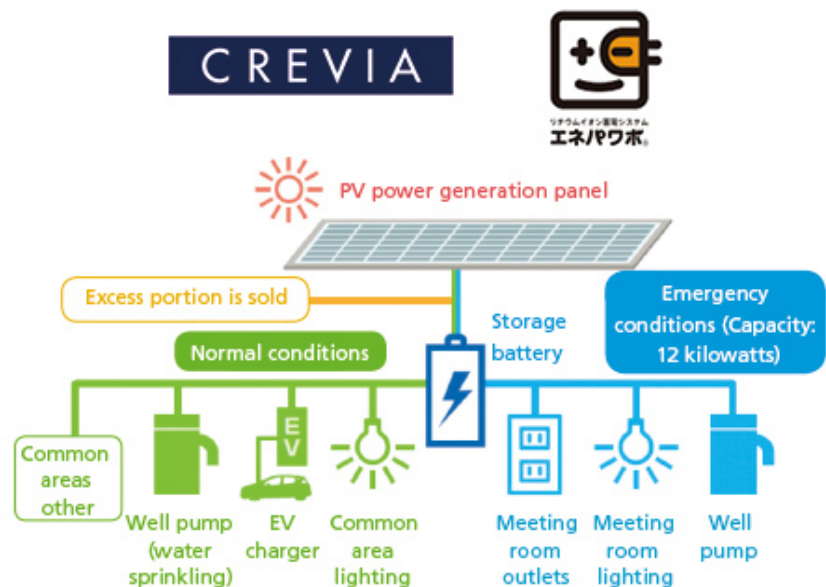 CREVIA
リチウムイオン蓄電システム
エネパワボ®
PV power generation panel
Excess portion is sold
Emergency
conditions (Capacity:
12 kilowatts)
Storage
battery
Normal conditions
EV
Common
areas
other
Well pump
(water
sprinkling)
EV
charger
Common
area
lighting
Meeting
room
outlets
Meeting
room
lighting
Well
pump